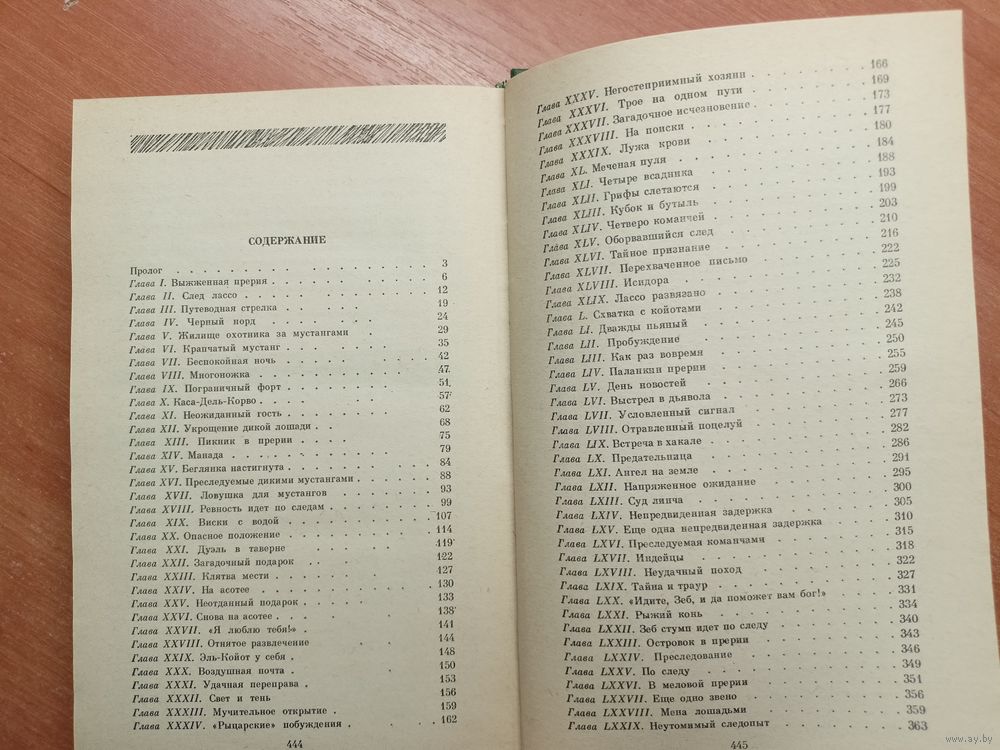 СОДЕРЖАНИЕ
Пролог 3
Глава I. Выжженная прерия 6
Глава II. След лассо 12
Глава III. Путеводная стрелка 19
Глава IV. Черный норд 24
Глава V. Жилище охотника за мустангами 29
Глава VI. Крапчатый мустанг 35
Глава VII. Беспокойная ночь 42
Глава VIII. Многоножка 47
Глава IX. Пограничный форт 51
Глава X. Каса-Дель-Корво 57
Глава XI. Неожиданный гость 62
Глава XII. Укрощение дикой лошади 68
Глава XIII. Пикник в прерии 75
Глава XIV. Манада 79
Глава XV. Беглянка настигнута 84
Глава XVI. Преследуемые дикими мустангами 88
Глава XVII. Ловушка для мустангов 93
Глава XVIII. Ревность идет по следам 99
Глава XIX. Виски с водой 107
Глава XX. Опасное положение 114
Глава XXI. Дуэль в таверне 119
Глава XXII. Загадочный подарок 122
Глава XXIII. Клятва мести 127
Глава XXIV. На асотее 130
Глава XXV. Неотданный подарок 133
Глава XXVI. Снова на асотее 138
Глава XXVII. «Я люблю тебя!» 141
Глава XXVIII. Отнятое развлечение 144
Глава XXIX. Эль-Койот у себя 148
Глава XXX. Воздушная почта 150
Глава XXXI. Удачная переправа 153
Глава XXXII. Свет и тень 156
Глава XXXIII. Мучительное открытие 159
Глава XXXIV. «Рыцарские» побуждения 162
444
Глава XXXV. Негостеприимный хозяин 166
Глава XXXVI. Трое на одном пути 169
Глава XXXVII. Загадочное исчезновение 173
Глава XXXVIII. На поиски 177
Глава XXXIX. Лужа крови 180
Глава XL. Меченая пуля 184
Глава XLI. Четыре всадника 188
Глава XLII. Грифы слетаются 193
Глава XLIII. Кубок и бутыль 199
Глава XLIV. Четверо команчей 203
Глава XLV. Оборвавшийся след 210
Глава XLVI. Тайное признание 216
Глава XLVII. Перехваченное письмо 222
Глава XLVIII. Исидора 225
Глава XLIX. Лассо развязано 232
Глава L. Схватка с койотами 238
Глава LI. Дважды пьяный 242
Глава LII. Пробуждение 245
Глава LIII. Как раз вовремя 250
Глава LIV. Паланкин прерии 255
Глава LV. День новостей 259
Глава LVI. Выстрел в дьявола 266
Глава LVII. Условленный сигнал 273
Глава LVIII. Отравленный поцелуй 277
Глава LIX. Встреча в хакале 282
Глава LX. Предательница 286
Глава LXI. Ангел на земле 291
Глава LXII. Напряженное ожидание 295
Глава LXIII. Суд линча 300
Глава LXIV. Непредвиденная задержка 305
Глава LXV. Еще одна непредвиденная задержка 310
Глава LXVI. Преследуемая команчами 315
Глава LXVII. Индейцы 318
Глава LXVIII. Неудачный поход 322
Глава LXIX. Тайна и траур 327
Глава LXX. «Идите, Зеб, и да поможет вам бог!» 331
Глава LXXI. Рыжий конь 334
Глава LXXII. Зеб стумп идет по следу 340
Глава LXXIII. Островок в прерии 343
Глава LXXIV. Преследование 346
Глава LXXV. По следу 349
Глава LXXVI. В меловой прерии 351
Глава LXXVII. Еще одно звено 356
Глава LXXVIII. Мена лошадьми 359
Глава LXXIX. Неутомимый следопыт 363
445
www.ay.by